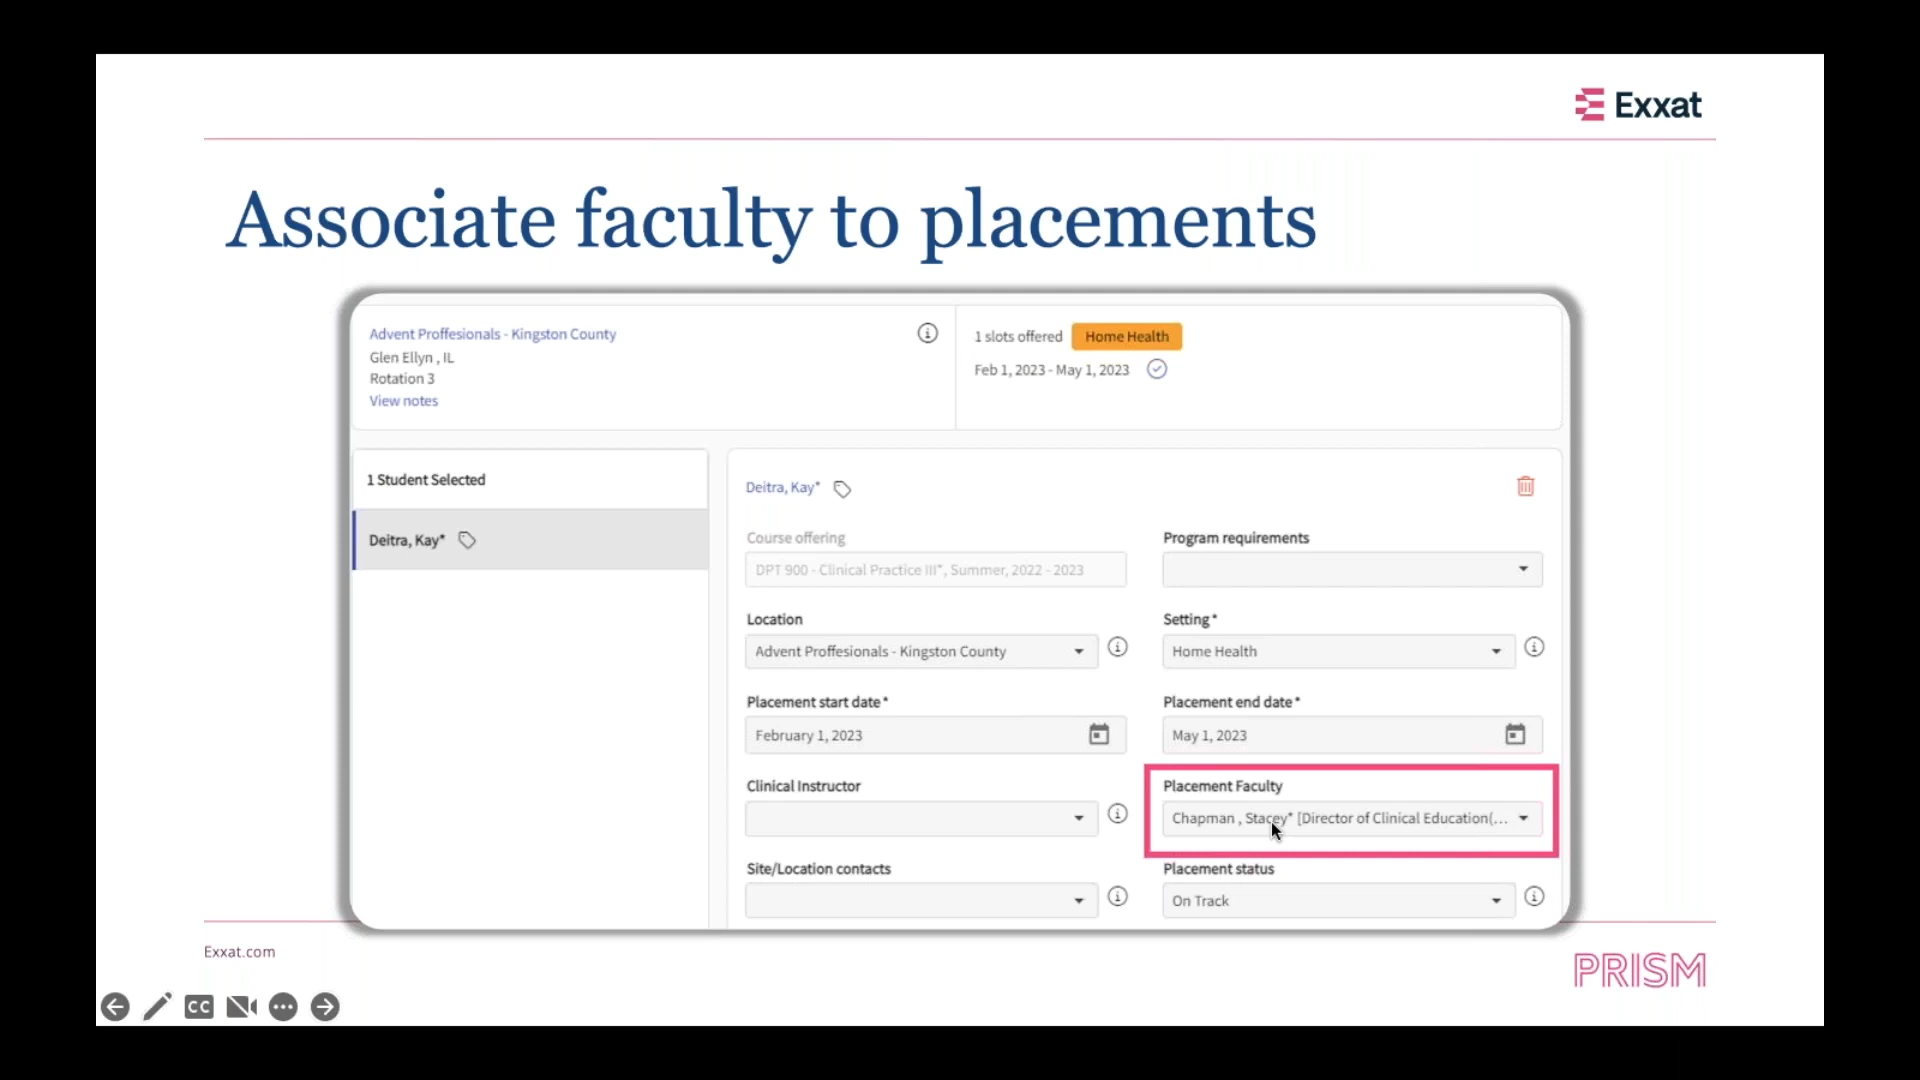 Exxat
Associate faculty to placements
Advent Proffesionals - Kingston County
Glen Ellyn , IL
Rotation 3
View notes
1 slots offered Home Health
Feb 1, 2023 - May 1, 2023
1 Student Selected
Deitra, Kay*
Deitra, Kay*
Course offering
DPT 900 - Clinical Practice III*, Summer, 2022 - 2023
Program requirements
Location
Advent Proffesionals - Kingston County
Setting*
Home Health
Placement start date*
February 1, 2023
Placement end date*
May 1, 2023
Clinical Instructor
Placement Faculty
Chapman , Stacey* [Director of Clinical Education(...
Site/Location contacts
Placement status
On Track
Exxat.com
PRISM
CC